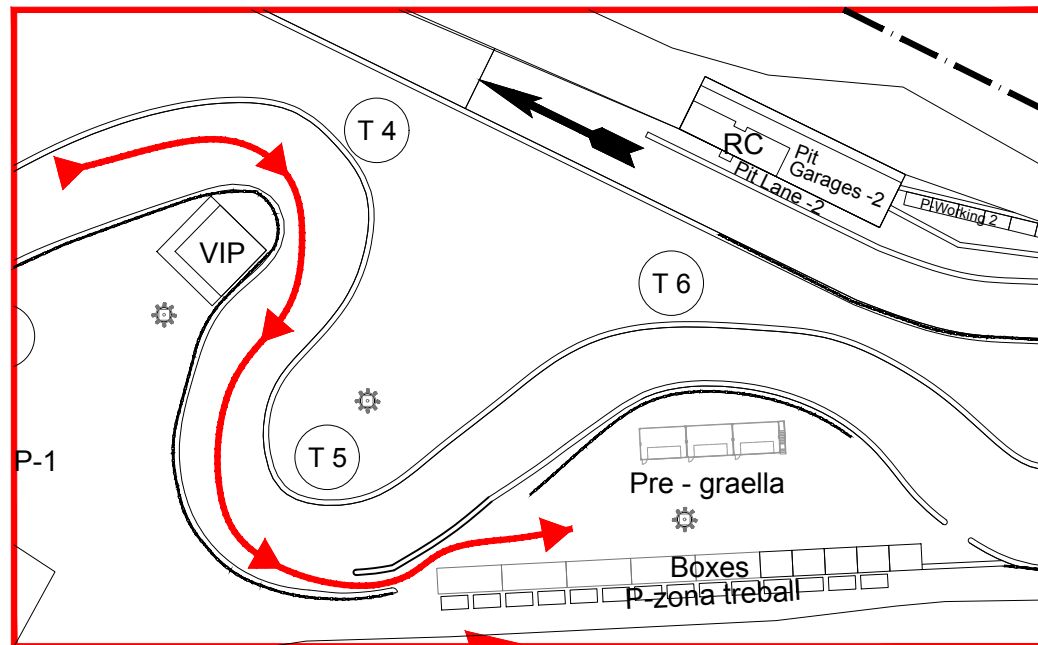 T 4
RC
Pit
Garages -2
Pit Lane -2
P-Working 2
VIP
T 6
P-1
T 5
Pre - graella
Boxes
P-zona treball